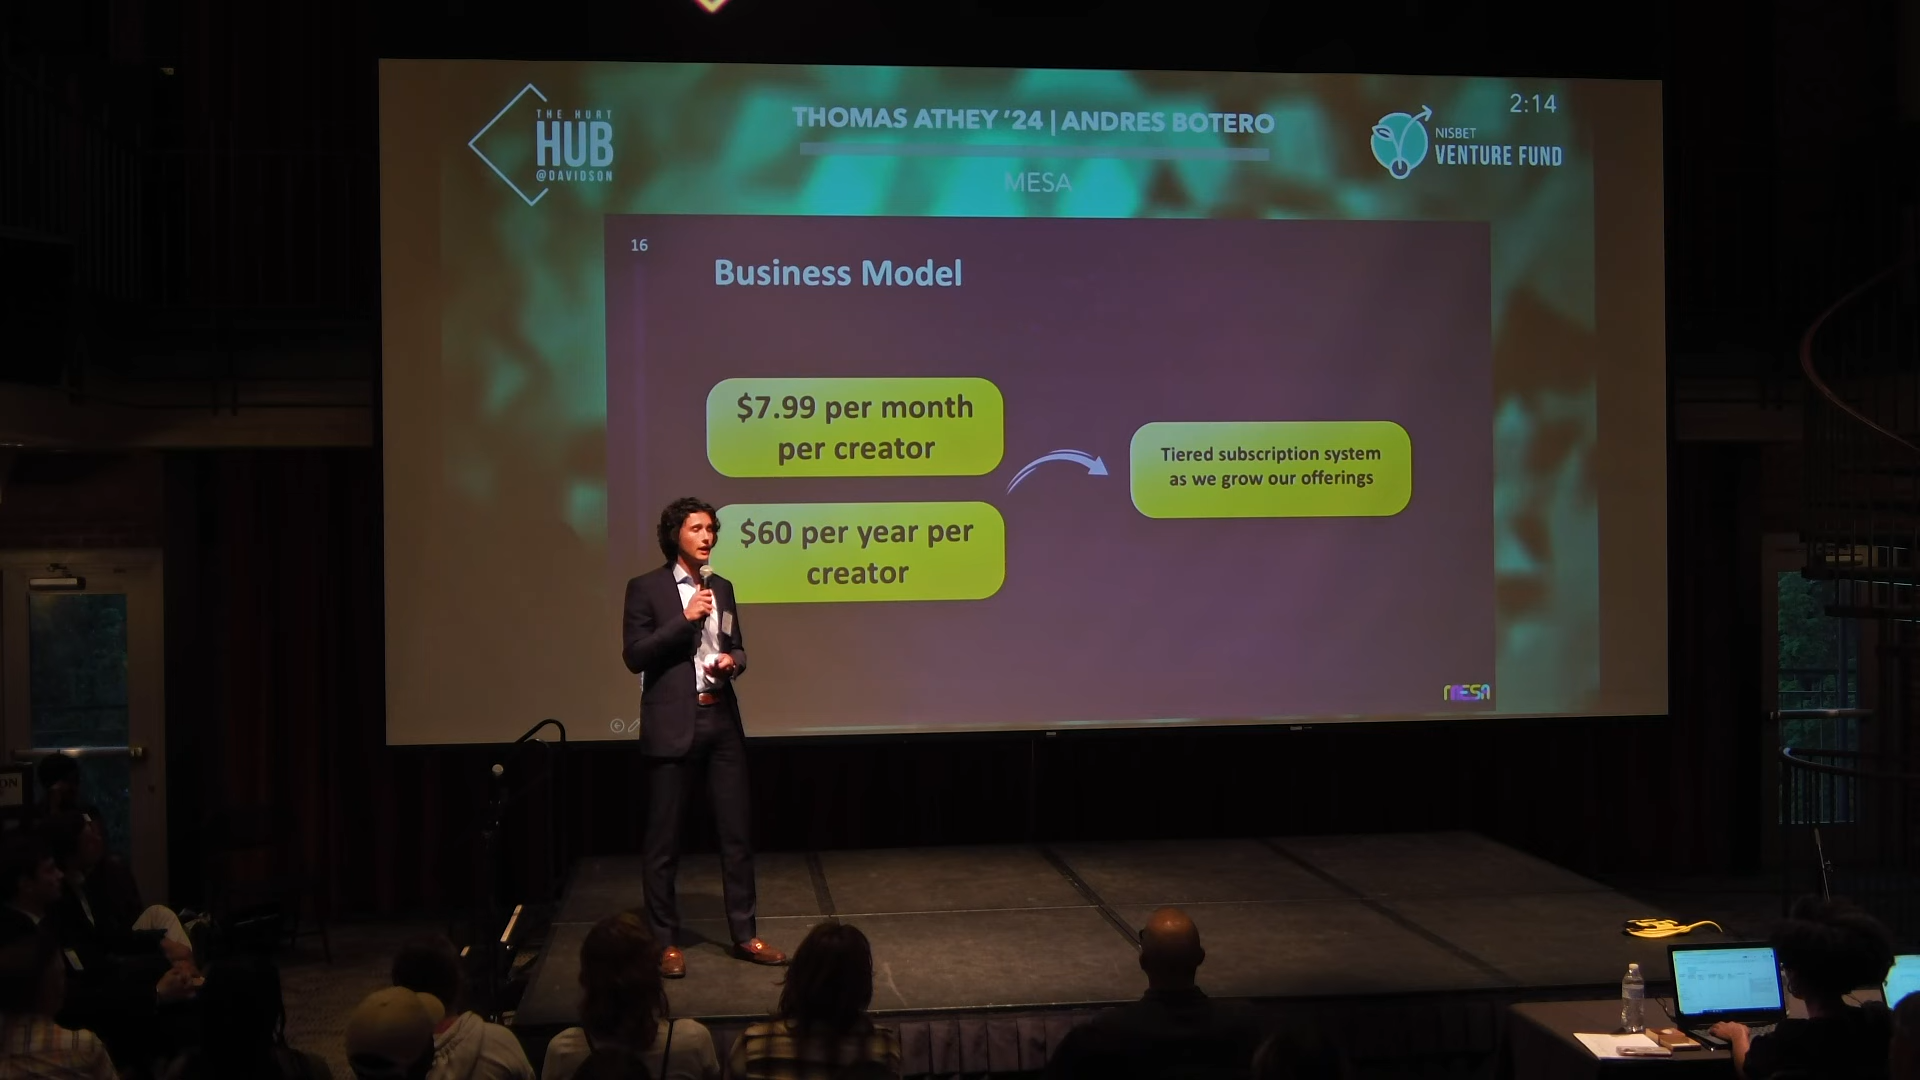 THE HURT
HUB
@DAVIDSON
THOMAS ATHEY ’24 | ANDRES BOTERO
MESA
2:14
NISBET
VENTURE FUND
16
Business Model
$7.99 per month
per creator
$60 per year per
creator
Tiered subscription system
as we grow our offerings
MESA